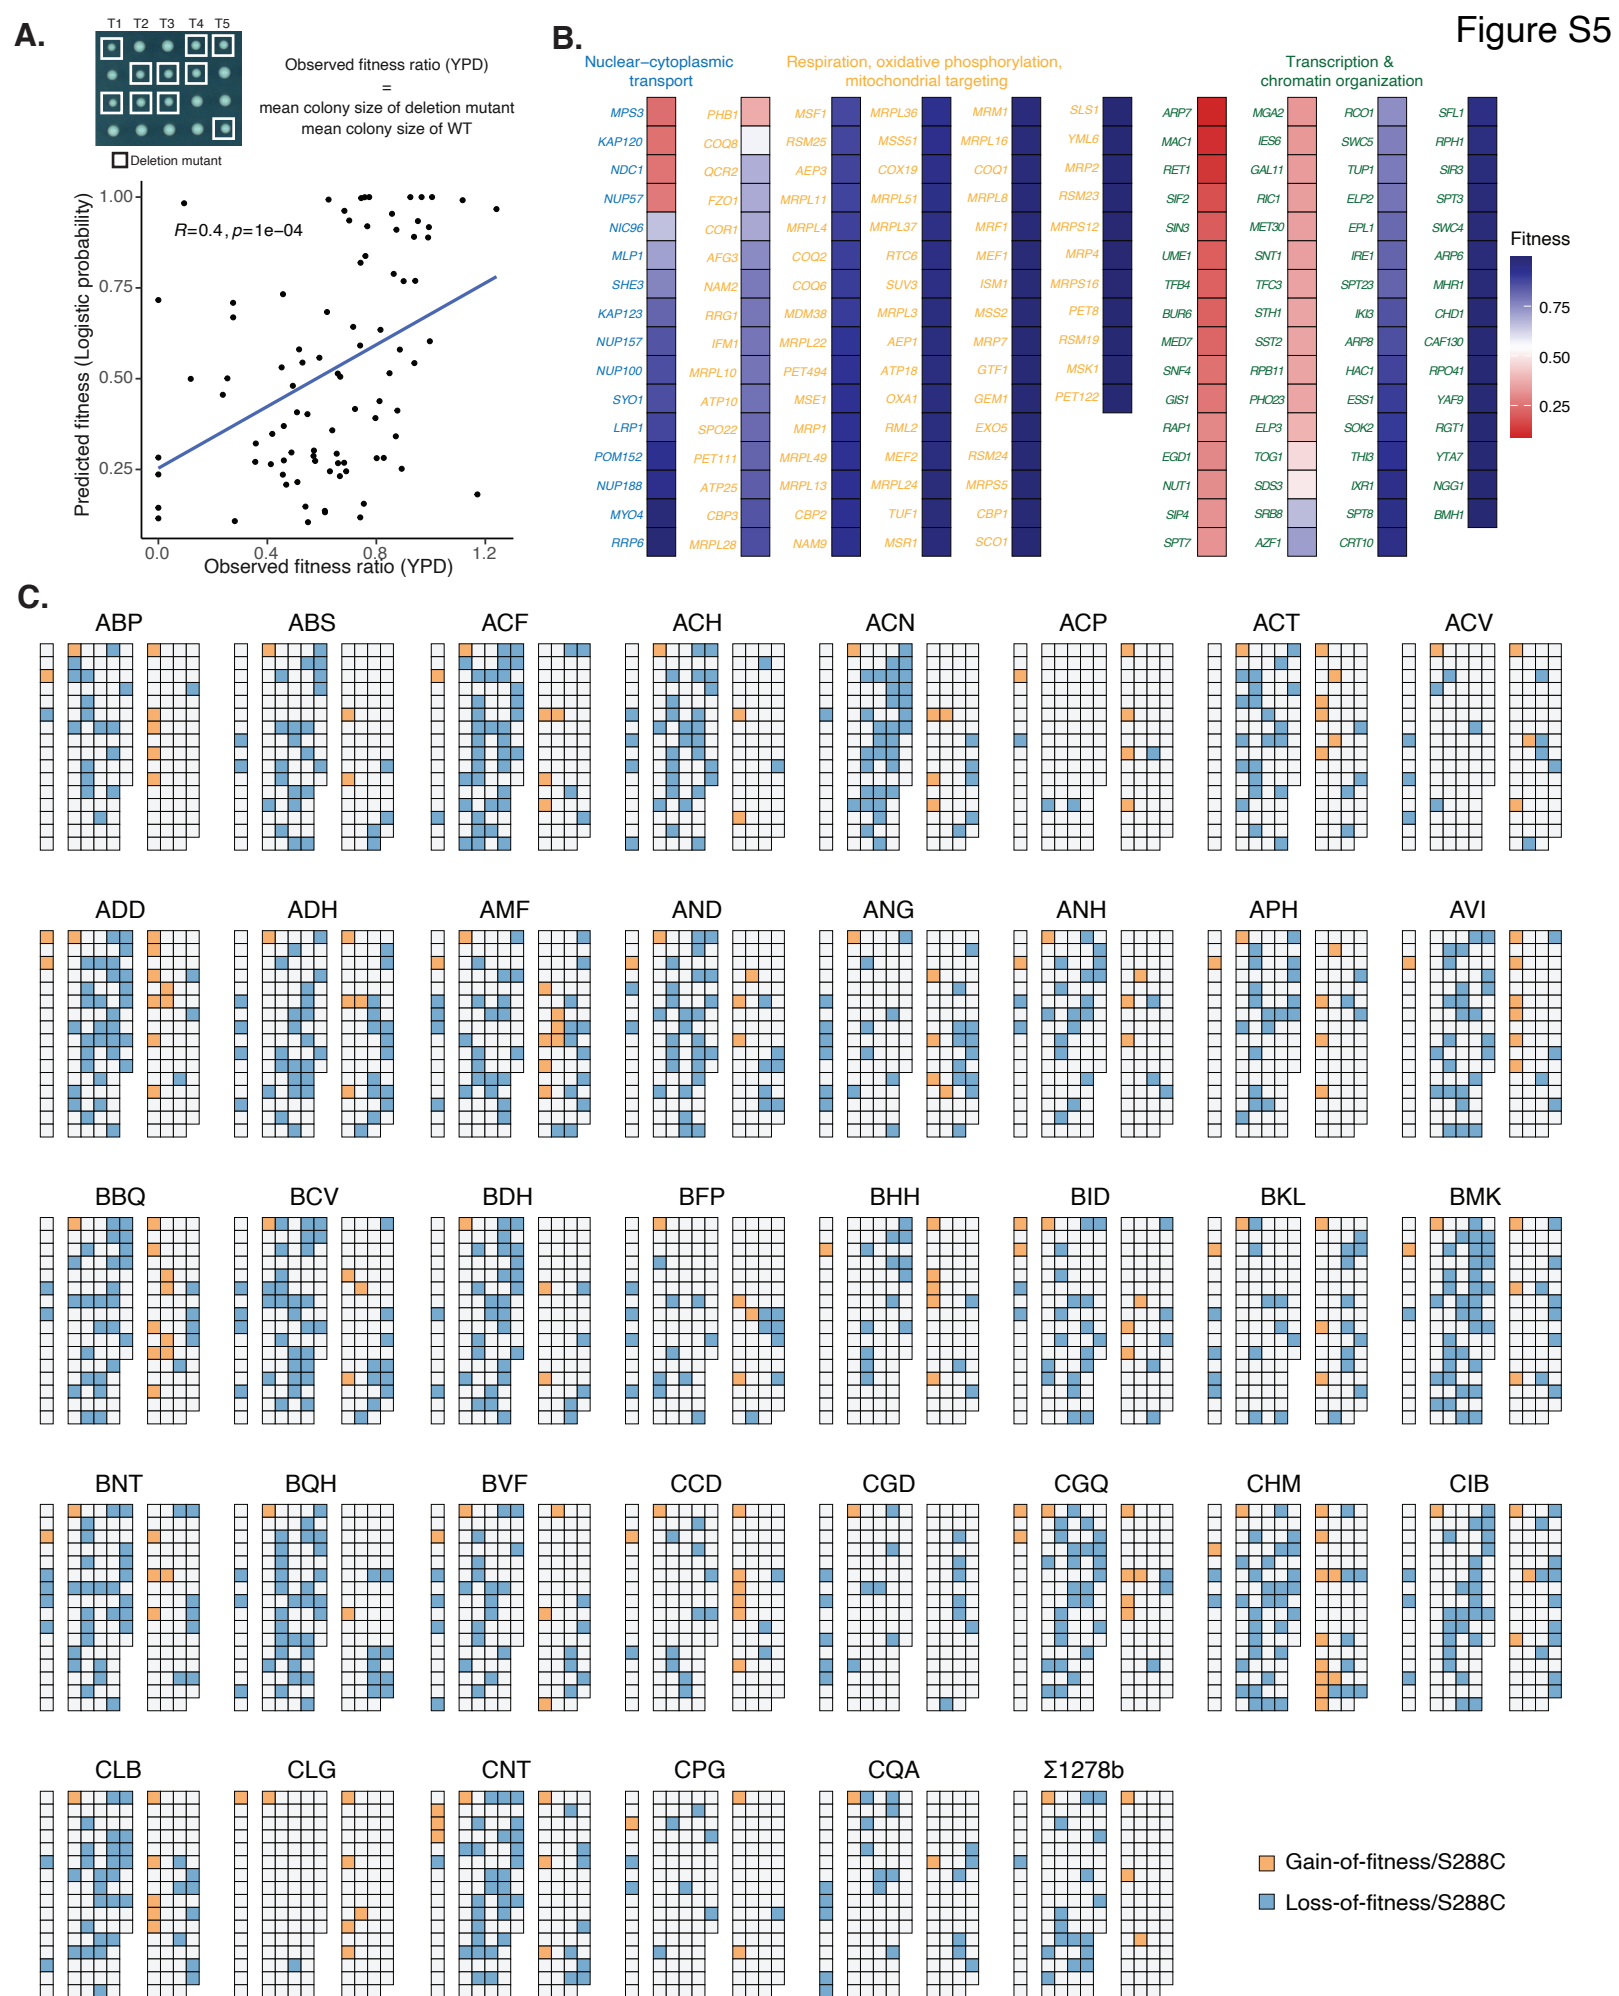 Figure S5
A.
T1 T2 T3 T4 T5
Deletion mutant
Observed fitness ratio (YPD)
=
mean colony size of deletion mutant
mean colony size of WT
Predicted fitness (Logistic probability)
1.00
0.75
0.50
0.25
R=0.4, p=1e−04
0.0 0.4 0.8 1.2
Observed fitness ratio (YPD)
B.
Nuclear−cytoplasmic
transport
MPS3
KAP120
NDC1
NUP57
NIC96
MLP1
SHE3
KAP123
NUP157
NUP100
SYO1
LRP1
POM152
NUP188
MYO4
RRP6
Respiration, oxidative phosphorylation,
mitochondrial targeting
PHB1
COQ8
QCR2
FZO1
COR1
AFG3
NAM2
RRG1
IFM1
MRPL10
ATP10
SPO22
PET111
ATP25
CBP3
MRPL28
MSF1
RSM25
AEP3
MRPL11
MRPL4
COQ2
COQ6
MDM38
MRPL22
PET494
MSE1
MRP1
MRPL49
MRPL13
CBP2
NAM9
MRPL36
MSS51
COX19
MRPL51
MRPL37
RTC6
SUV3
MRPL3
AEP1
ATP18
OXA1
RML2
MEF2
MRPL24
TUF1
MSR1
MRM1
MRPL16
COQ1
MRPL8
MRF1
MEF1
ISM1
MSS2
MRP7
GTF1
GEM1
EXO5
RSM24
MRPS5
CBP1
SCO1
SLS1
YML6
MRP2
RSM23
MRPS12
MRP4
MRPS16
PET8
RSM19
MSK1
PET122
Transcription &
chromatin organization
ARP7
MAC1
RET1
SIF2
SIN3
UME1
TFB4
BUR6
MED7
SNF4
GIS1
RAP1
EGD1
NUT1
SIP4
SPT7
MGA2
IES6
GAL11
RIC1
MET30
SNT1
TFC3
STH1
SST2
RPB11
PHO23
ELP3
TOG1
SDS3
SRB8
AZF1
RCO1
SWC5
TUP1
ELP2
EPL1
IRE1
SPT23
IKI3
ARP8
HAC1
ESS1
SOK2
THI3
IXR1
SPT8
CRT10
SFL1
RPH1
SIR3
SPT3
SWC4
ARP6
MHR1
CHD1
CAF130
RPO41
YAF9
RGT1
YTA7
NGG1
BMH1
Fitness
0.75
0.50
0.25
C.
ABP ABS ACF ACH ACN ACP ACT ACV
ADD ADH AMF AND ANG ANH APH AVI
BBQ BCV BDH BFP BHH BID BKL BMK
BNT BQH BVF CCD CGD CGQ CHM CIB
CLB CLG CNT CPG CQA Σ1278b
Gain-of-fitness/S288C
Loss-of-fitness/S288C